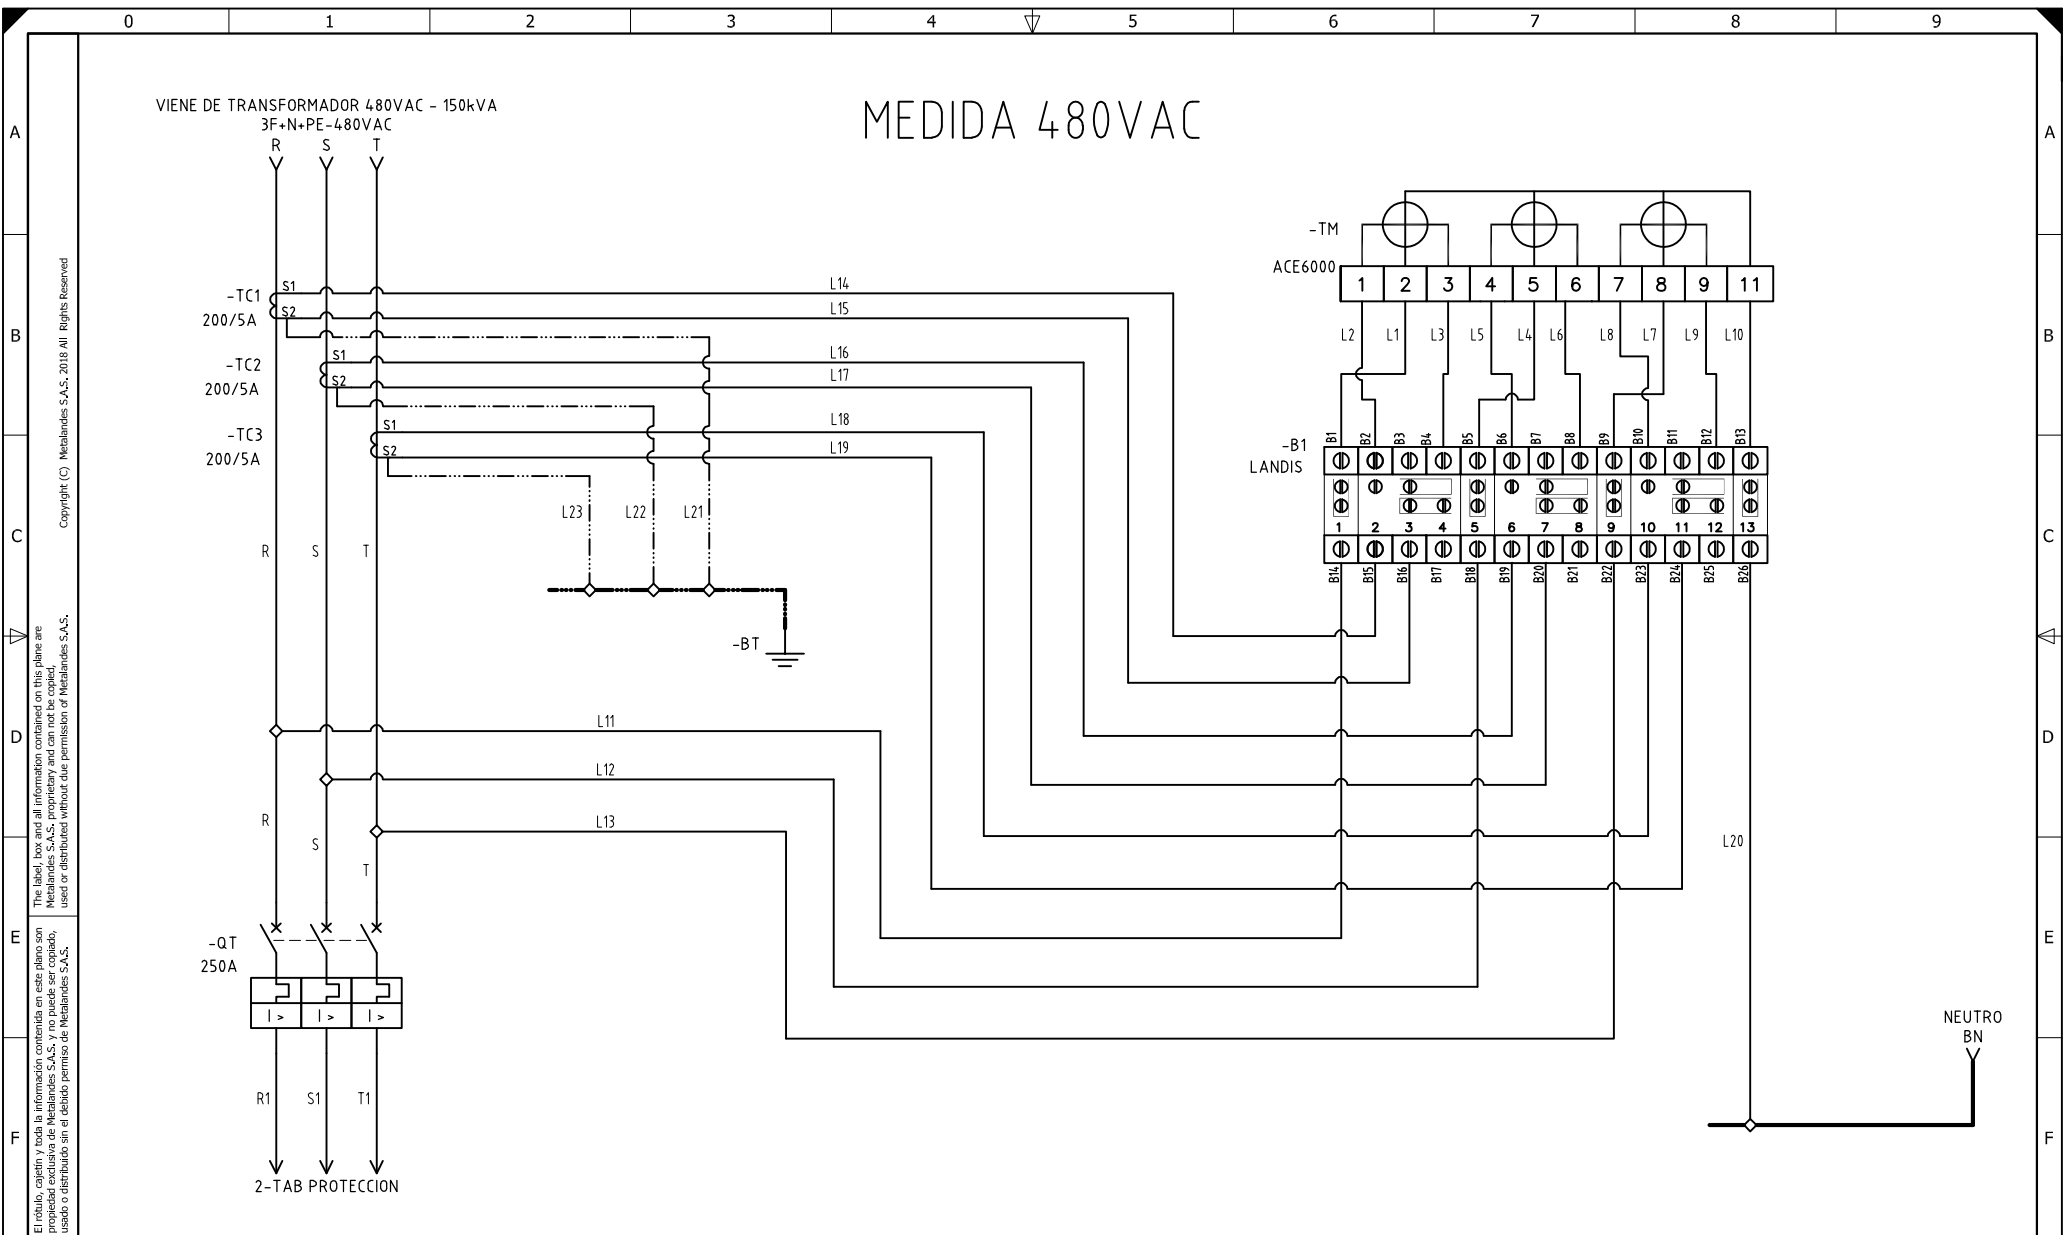 0 1 2 3 4 5 6 7 8 9
VIENE DE TRANSFORMADOR 480VAC - 150kVA
3F+N+PE-480VAC
R S T
MEDIDA 480VAC
A A
-TM
ACE6000
1 2 3 4 5 6 7 8 9 11
L2 L1 L3 L5 L4 L6 L8 L7 L9 L10
B B
-TC1
200/5A
S1
S2
L14
L15
-TC2
200/5A
S1
S2
L16
L17
-TC3
200/5A
S1
S2
L18
L19
-B1
LANDIS
B1 B2 B3 B4 B5 B6 B7 B8 B9 B10 B11 B12 B13
1 2 3 4 5 6 7 8 9 10 11 12 13
B14 B15 B16 B17 B18 B19 B20 B21 B22 B23 B24 B25 B26
L23 L22 L21
C C
R S T
-BT
L11
L12
L13
D D
R
S
T
L20
E E
-QT
250A
I > I > I >
NEUTRO
BN
R1 S1 T1
F F
2-TAB PROTECCION
Copyright (C) Metalandes S.A.S. 2018 All Rights Reserved
The label, box and all information contained on this plane are
Metalandes S.A.S. proprietary and can not be copied,
used or distributed without due permission of Metalandes S.A.S.
El rótulo, cajetín y toda la información contenida en este plano son
propiedad exclusiva de Metalandes S.A.S. y no puede ser copiado,
usado o distribuido sin el debido permiso de Metalandes S.A.S.